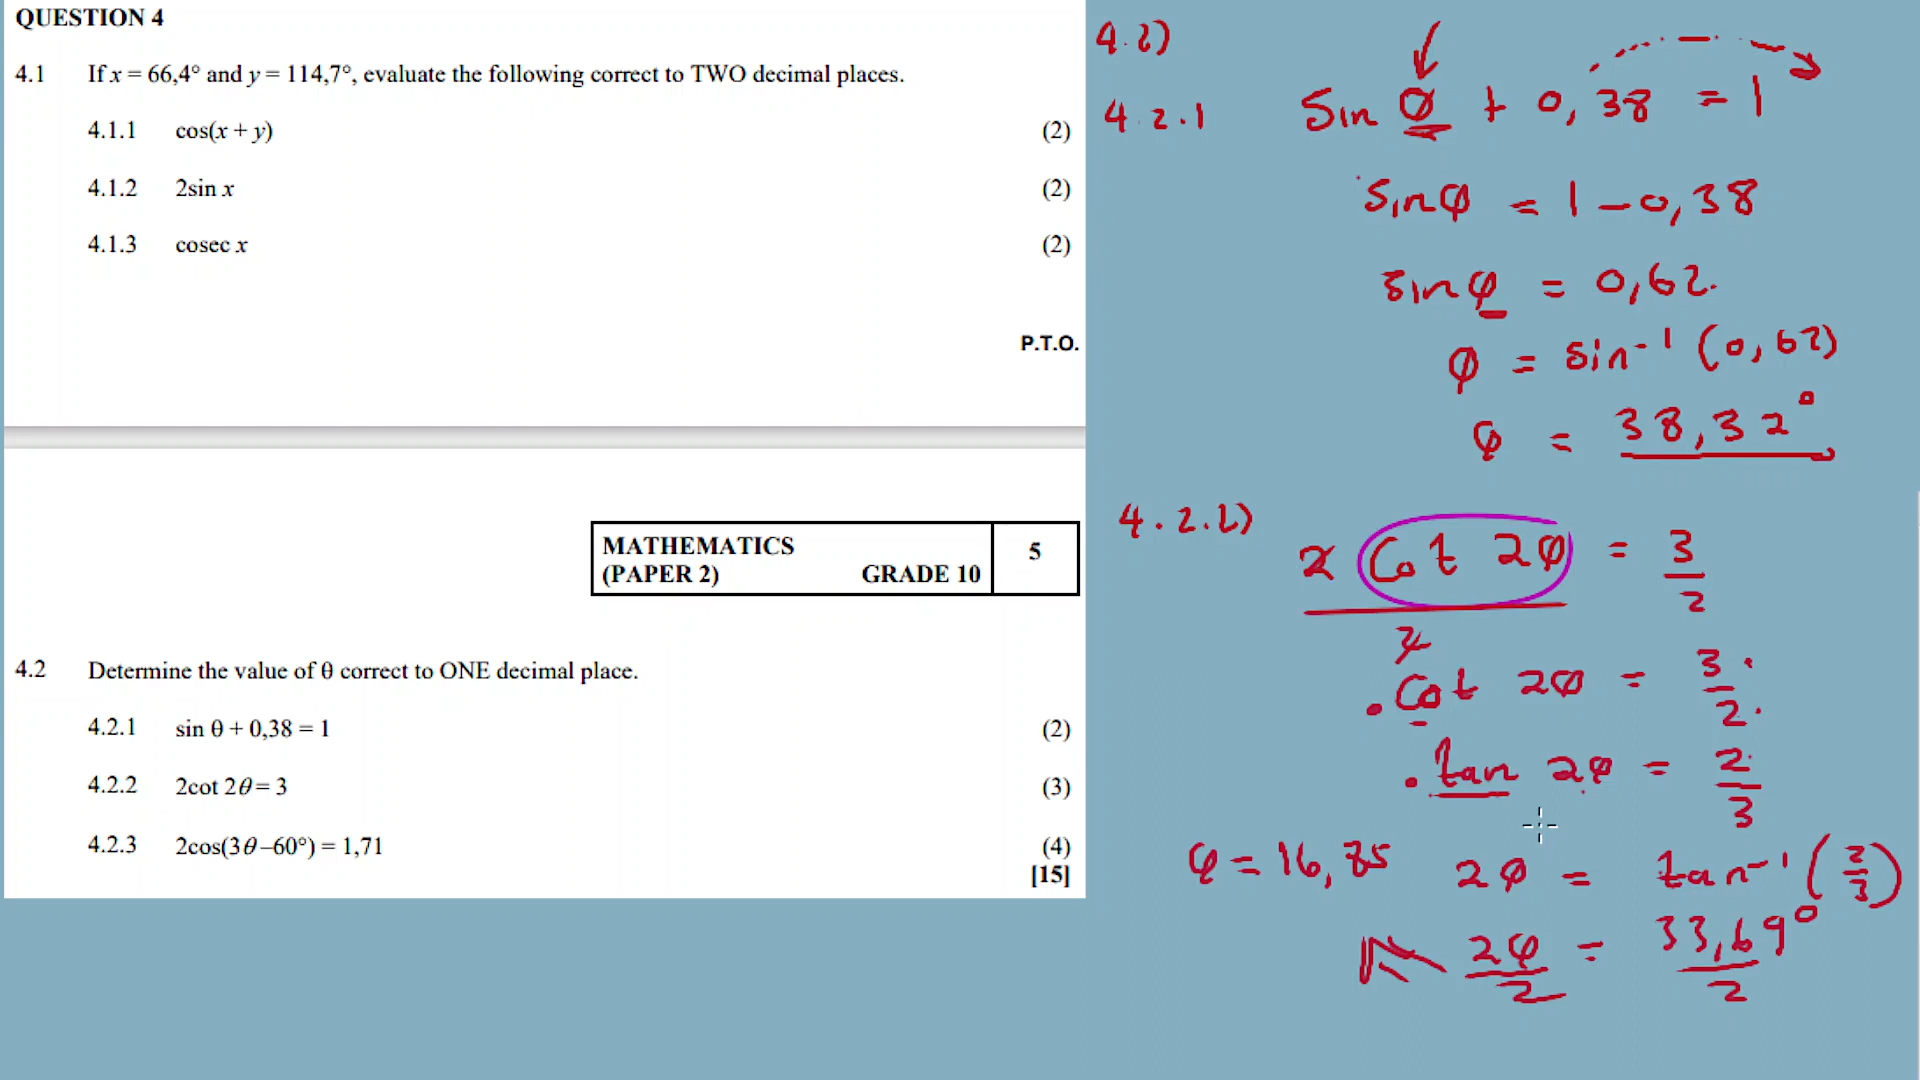 QUESTION 4
4.1 If x = 66,4° and y = 114,7°, evaluate the following correct to TWO decimal places.
4.1.1 cos(x + y) (2)
4.1.2 2sin x (2)
4.1.3 cosec x (2)
P.T.O.
MATHEMATICS
(PAPER 2) GRADE 10
5
4.2 Determine the value of θ correct to ONE decimal place.
4.2.1 sin θ + 0,38 = 1 (2)
4.2.2 2cot 2θ = 3 (3)
4.2.3 2cos(3θ–60°) = 1,71 (4)
[15]
4.2)
4.2.1 Sin θ + 0,38 = 1
Sinθ = 1 – 0,38
sinθ = 0,62.
θ = sin⁻¹ (0,62)
θ = 38,32°
4.2.2)
2 Cot 2θ = 3
2 2
Cot 2θ = 3/2
tan 2θ = 2/3
2θ = tan⁻¹ (2/3)
2θ/2 = 33,69°/2
θ = 16,85